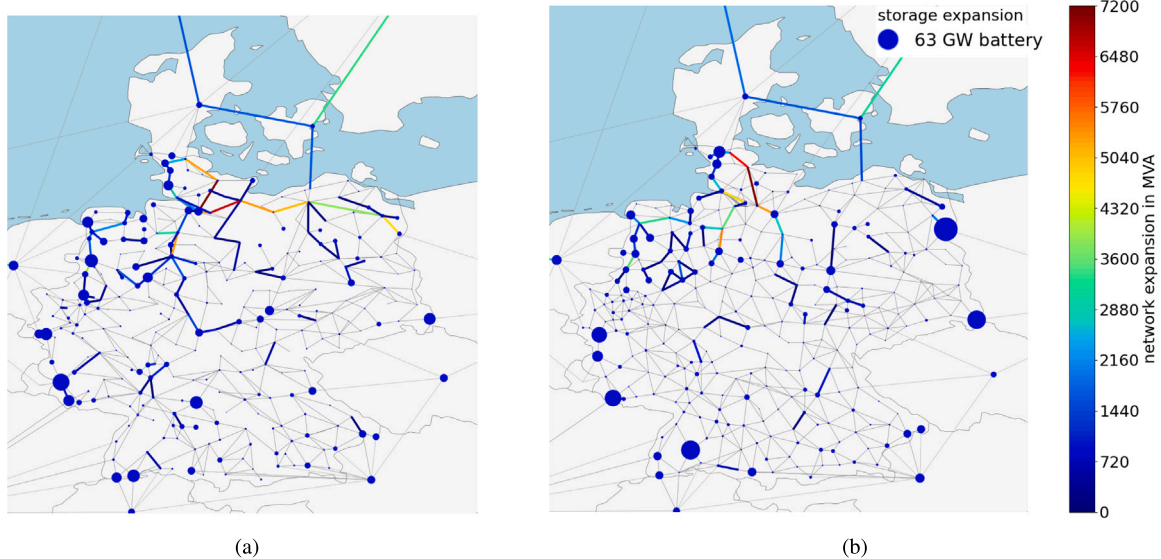 storage expansion
63 GW battery
7200
6480
5760
5040
4320
3600
2880
2160
1440
720
0
network expansion in MVA
(a)
(b)